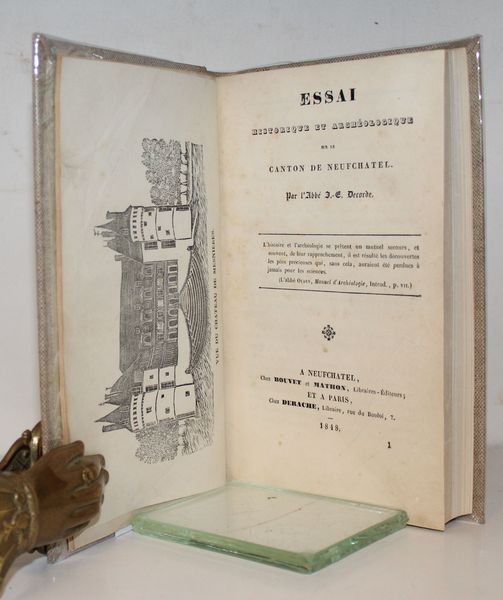 VUE DU CHATEAU DE MESNIÈRES.
ESSAI
HISTORIQUE ET ARCHÉOLOGIQUE
SUR LE
CANTON DE NEUFCHATEL.
Par l'Abbé J.-E. Decorde.
L'histoire et l'archéologie se prêtent un mutuel secours, et
souvent, de leur rapprochement, il est résulté les découvertes
les plus précieuses qui, sans cela, auraient été perdues à
jamais pour les sciences.
(L'abbé Oudin, Manuel d'Archéologie, Introd., p. VII.)
A NEUFCHATEL,
Chez BOUVET et MATHON, Libraires-Éditeurs;
ET A PARIS,
Chez DERACHE, Libraire, rue du Bouloi, 7.
1848.
1